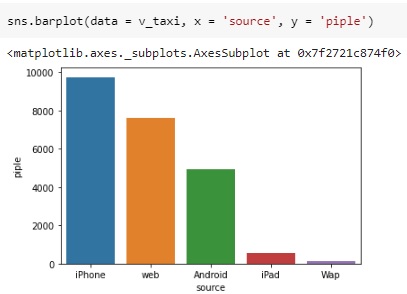 sns.barplot(data = v_taxi, x = 'source', y = 'piple')
<matplotlib.axes._subplots.AxesSubplot at 0x7f2721c874f0>
10000
8000
6000
4000
2000
0
piple
iPhone web Android iPad Wap
source